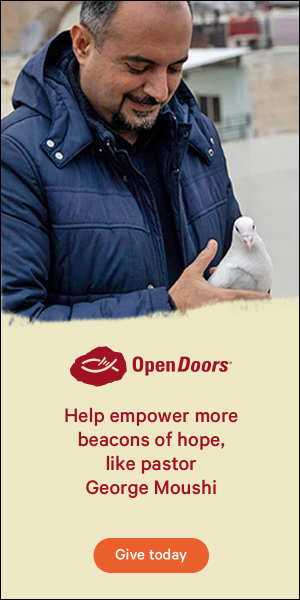 OpenDoors®
Help empower more
beacons of hope,
like pastor
George Moushi
Give today